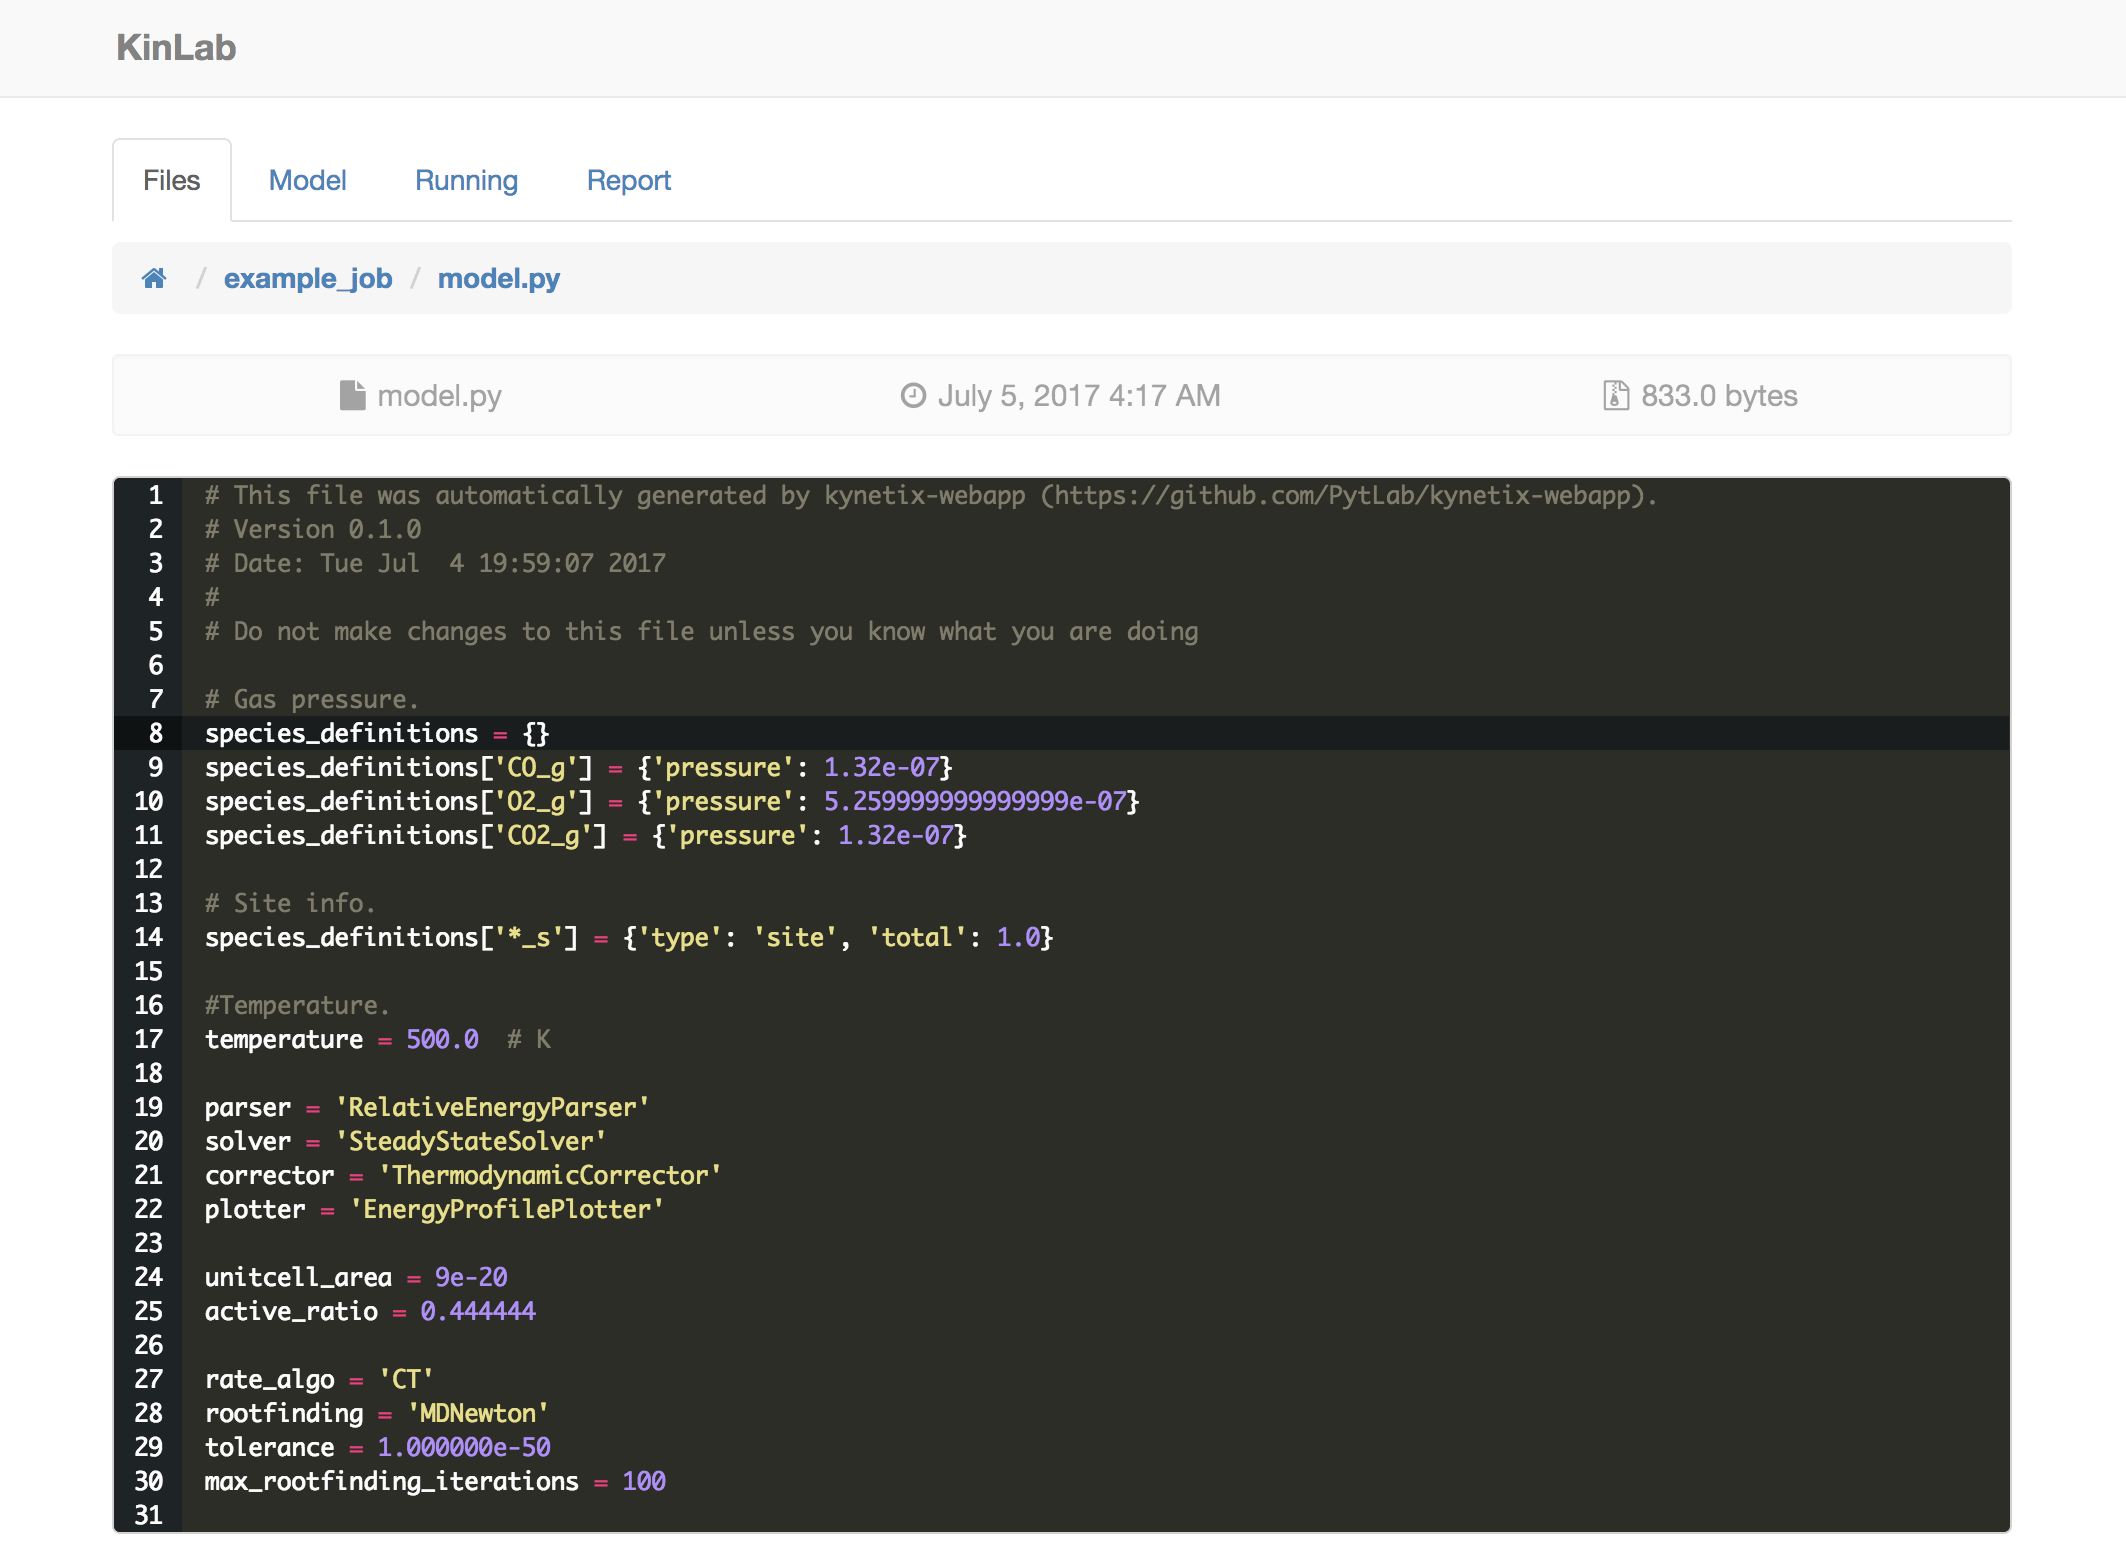 KinLab
Files Model Running Report
/ example_job / model.py
model.py July 5, 2017 4:17 AM 833.0 bytes
1 # This file was automatically generated by kynetix-webapp (https://github.com/PytLab/kynetix-webapp).
2 # Version 0.1.0
3 # Date: Tue Jul  4 19:59:07 2017
4 #
5 # Do not make changes to this file unless you know what you are doing
6
7 # Gas pressure.
8 species_definitions = {}
9 species_definitions['CO_g'] = {'pressure': 1.32e-07}
10 species_definitions['O2_g'] = {'pressure': 5.259999999999999e-07}
11 species_definitions['CO2_g'] = {'pressure': 1.32e-07}
12
13 # Site info.
14 species_definitions['*_s'] = {'type': 'site', 'total': 1.0}
15
16 #Temperature.
17 temperature = 500.0  # K
18
19 parser = 'RelativeEnergyParser'
20 solver = 'SteadyStateSolver'
21 corrector = 'ThermodynamicCorrector'
22 plotter = 'EnergyProfilePlotter'
23
24 unitcell_area = 9e-20
25 active_ratio = 0.444444
26
27 rate_algo = 'CT'
28 rootfinding = 'MDNewton'
29 tolerance = 1.000000e-50
30 max_rootfinding_iterations = 100
31